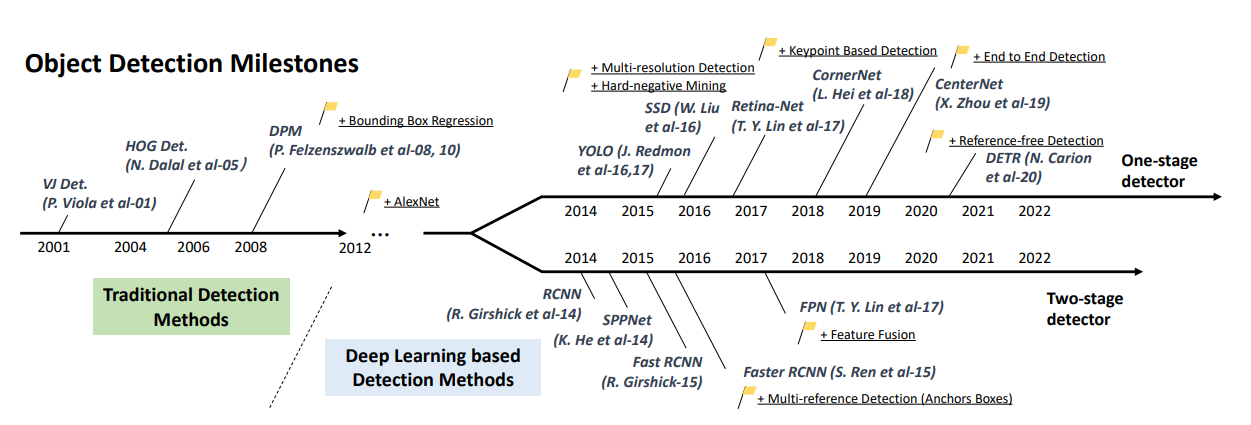 Object Detection Milestones
+ Multi-resolution Detection
+ Hard-negative Mining
+ Keypoint Based Detection
+ End to End Detection
+ Bounding Box Regression
VJ Det.
(P. Viola et al-01)
HOG Det.
(N. Dalal et al-05)
DPM
(P. Felzenszwalb et al-08, 10)
+ AlexNet
YOLO (J. Redmon
et al-16,17)
SSD (W. Liu
et al-16)
Retina-Net
(T. Y. Lin et al-17)
CornerNet
(L. Hei et al-18)
CenterNet
(X. Zhou et al-19)
+ Reference-free Detection
DETR (N. Carion
et al-20)
One-stage
detector
2001 2004 2006 2008 2012 ...
2014 2015 2016 2017 2018 2019 2020 2021 2022
2014 2015 2016 2017 2018 2019 2020 2021 2022
Two-stage
detector
Traditional Detection
Methods
Deep Learning based
Detection Methods
RCNN
(R. Girshick et al-14)
SPPNet
(K. He et al-14)
Fast RCNN
(R. Girshick-15)
Faster RCNN (S. Ren et al-15)
+ Multi-reference Detection (Anchors Boxes)
FPN (T. Y. Lin et al-17)
+ Feature Fusion